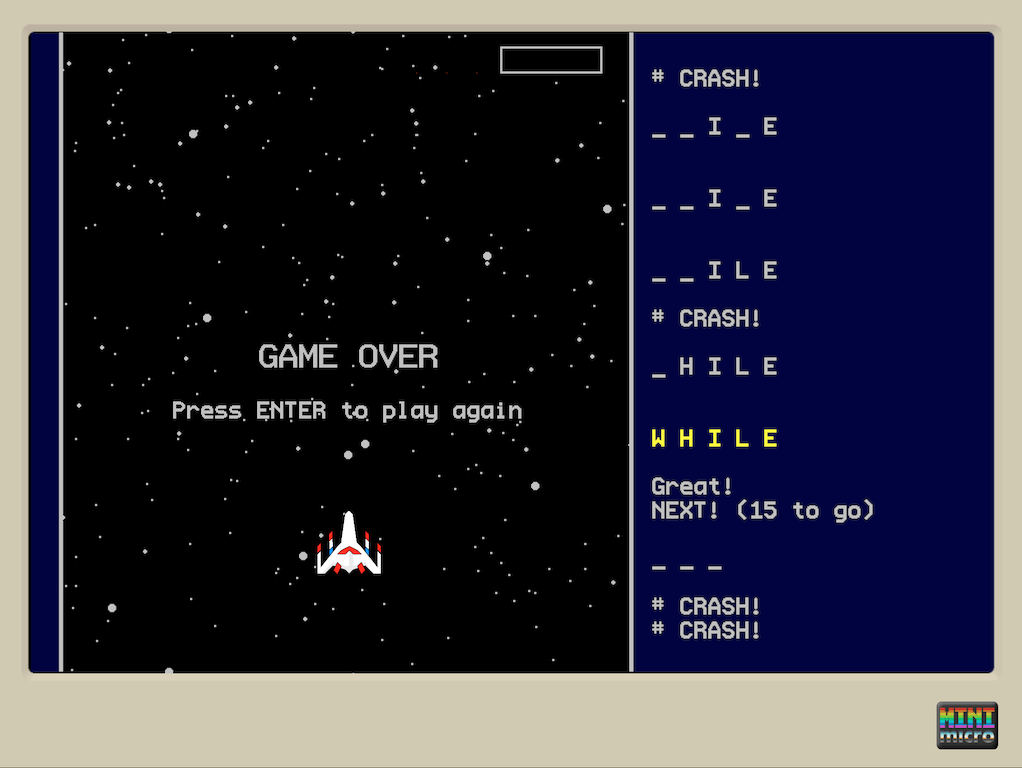 GAME OVER
Press ENTER to play again
# CRASH!
_ _ I _ E
_ _ I _ E
_ _ I L E
# CRASH!
_ H I L E
W H I L E
Great!
NEXT! (15 to go)
_ _ _
# CRASH!
# CRASH!
MINI
micro